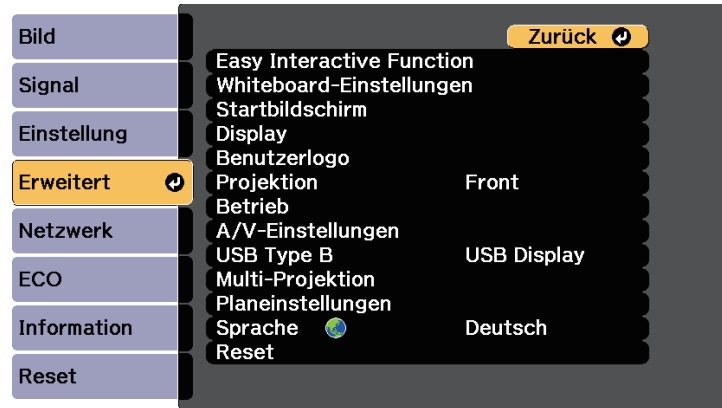 Bild
Signal
Einstellung
Erweitert
Netzwerk
ECO
Information
Reset
Zurück
Easy Interactive Function
Whiteboard-Einstellungen
Startbildschirm
Display
Benutzerlogo
Projektion Front
Betrieb
A/V-Einstellungen
USB Type B USB Display
Multi-Projektion
Planeinstellungen
Sprache Deutsch
Reset